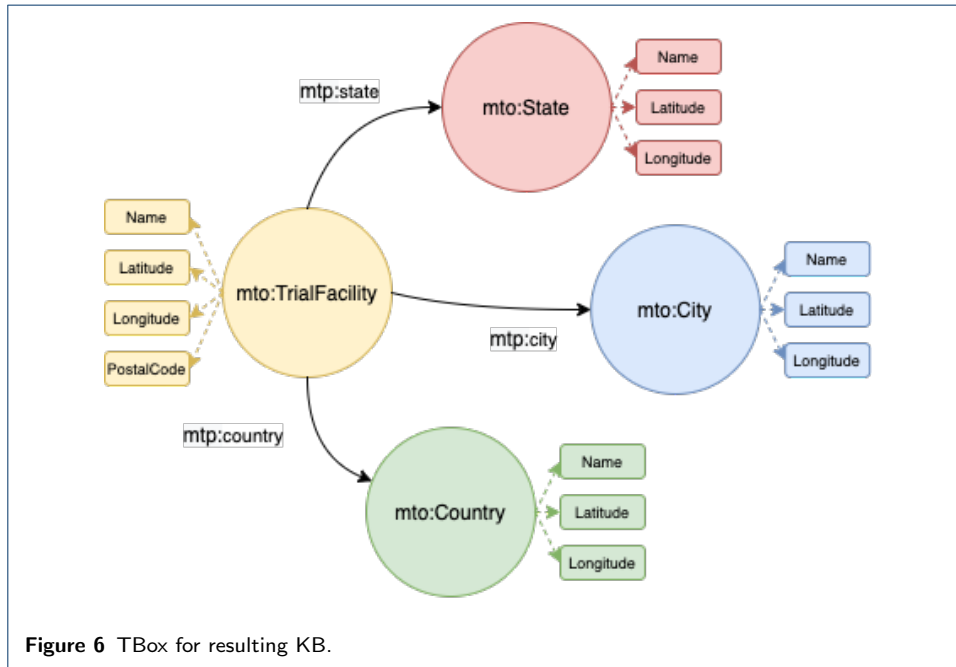 Name
mtp:state
mto:State
Latitude
Longitude
Name
Latitude
mto:TrialFacility
Longitude
PostalCode
Name
mto:City
Latitude
mtp:city
Longitude
mtp:country
Name
mto:Country
Latitude
Longitude
Figure 6 TBox for resulting KB.